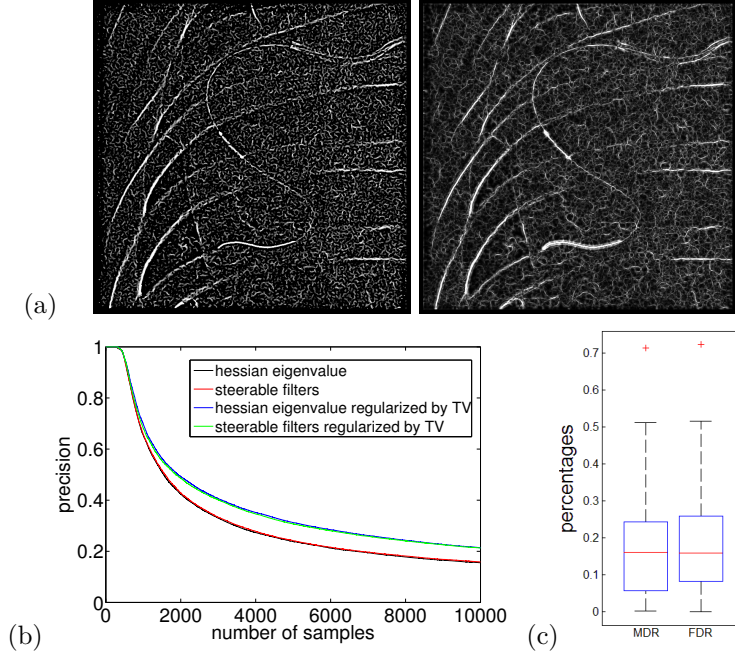 (a)
1
0.8
0.6
0.4
0.2
0
0 2000 4000 6000 8000 10000
precision
number of samples
hessian eigenvalue
steerable filters
hessian eigenvalue regularized by TV
steerable filters regularized by TV
(b)
0.7
0.6
0.5
0.4
0.3
0.2
0.1
0
percentages
MDR FDR
(c)